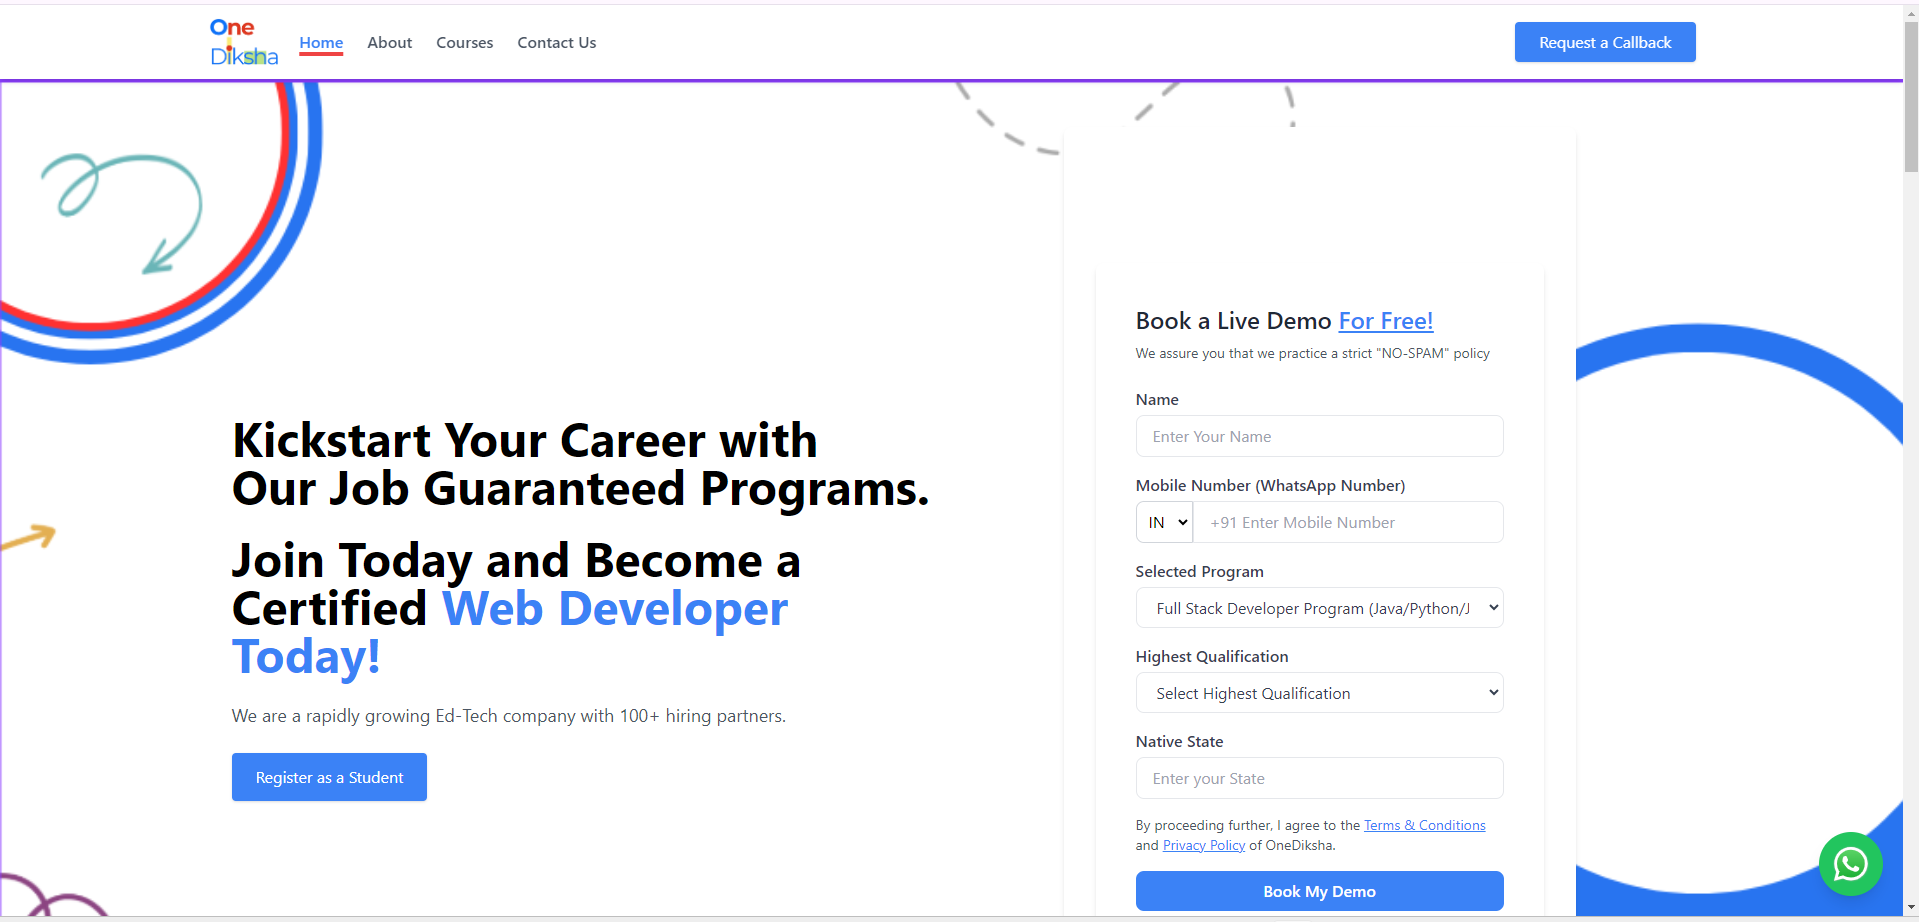 One
Diksha
Home
About
Courses
Contact Us
Request a Callback
Kickstart Your Career with
Our Job Guaranteed Programs.
Join Today and Become a
Certified Web Developer
Today!
We are a rapidly growing Ed-Tech company with 100+ hiring partners.
Register as a Student
Book a Live Demo For Free!
We assure you that we practice a strict "NO-SPAM" policy
Name
Enter Your Name
Mobile Number (WhatsApp Number)
IN
+91 Enter Mobile Number
Selected Program
Full Stack Developer Program (Java/Python/J
Highest Qualification
Select Highest Qualification
Native State
Enter your State
By proceeding further, I agree to the Terms & Conditions
and Privacy Policy of OneDiksha.
Book My Demo